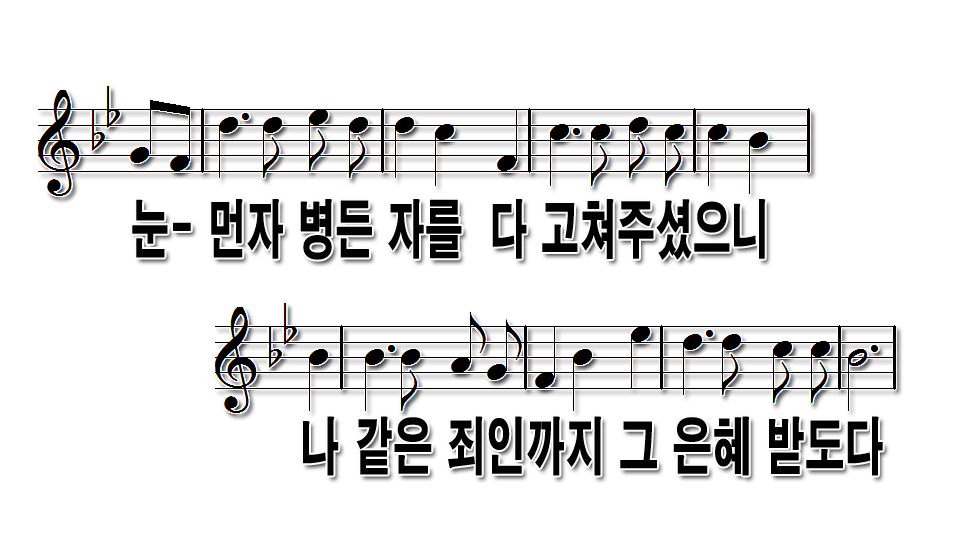 눈- 먼자 병든 쟈를 다 고쳐주셨으니
나 같은 죄인까지 그 은혜 받도다